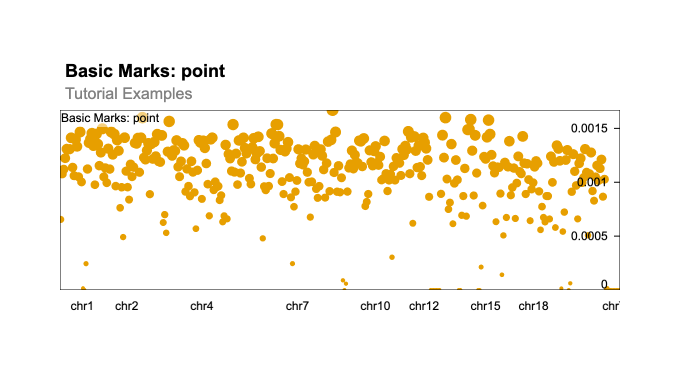 Basic Marks: point
Tutorial Examples
Basic Marks: point
0.0015
0.001
0.0005
0
chr1 chr2 chr4 chr7 chr10 chr12 chr15 chr18